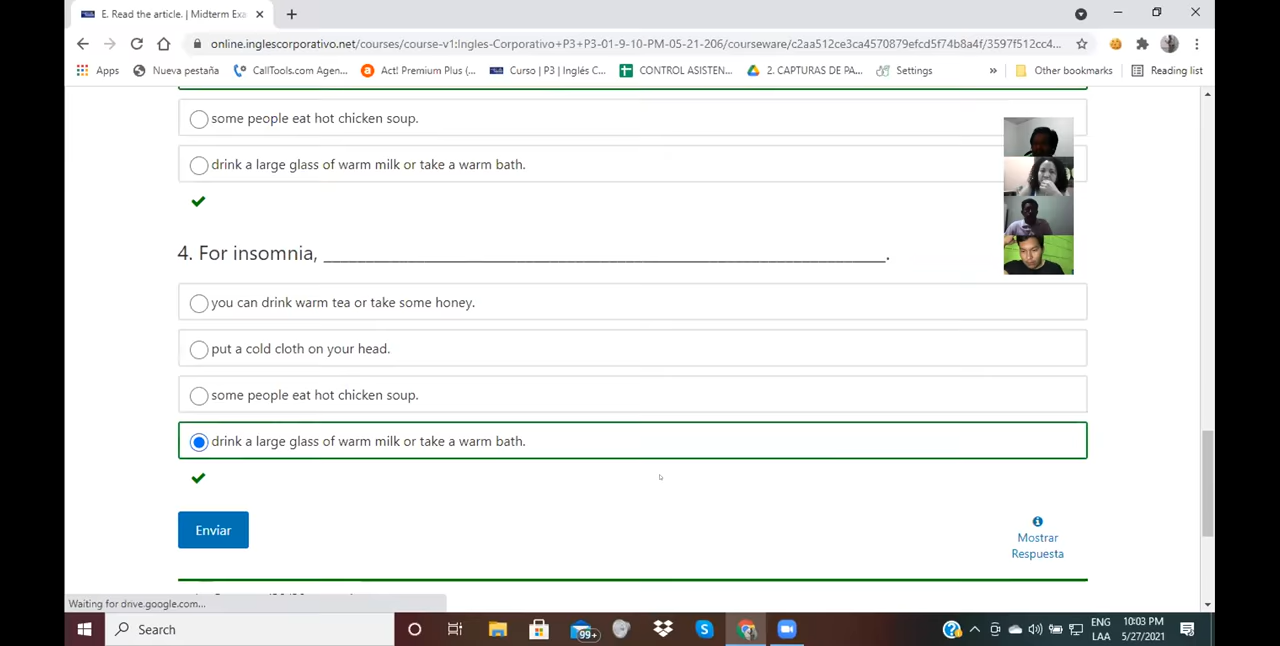 E. Read the article. | Midterm Exa
online.inglescorporativo.net/courses/course-v1:Ingles-Corporativo+P3+P3-01-9-10-PM-05-21-206/courseware/c2aa512ce3ca4570879efcd5f74b8a4f/3597f512cc4...
Apps Nueva pestaña CallTools.com Agen... Act! Premium Plus (... Curso | P3 | Inglés C... CONTROL ASISTEN... 2. CAPTURAS DE PA... Settings » Other bookmarks Reading list
some people eat hot chicken soup.
drink a large glass of warm milk or take a warm bath.
4. For insomnia, ______________________________________________.
you can drink warm tea or take some honey.
put a cold cloth on your head.
some people eat hot chicken soup.
drink a large glass of warm milk or take a warm bath.
Enviar
Mostrar
Respuesta
Waiting for drive.google.com...
Search
99+
ENG
LAA
10:03 PM
5/27/2021